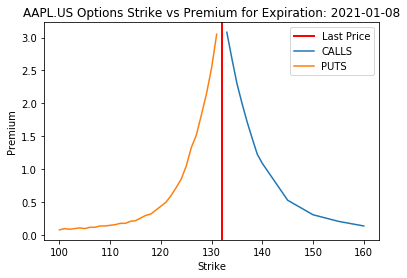 AAPL.US Options Strike vs Premium for Expiration: 2021-01-08
Last Price
CALLS
PUTS
Premium
3.0
2.5
2.0
1.5
1.0
0.5
0.0
100 110 120 130 140 150 160
Strike